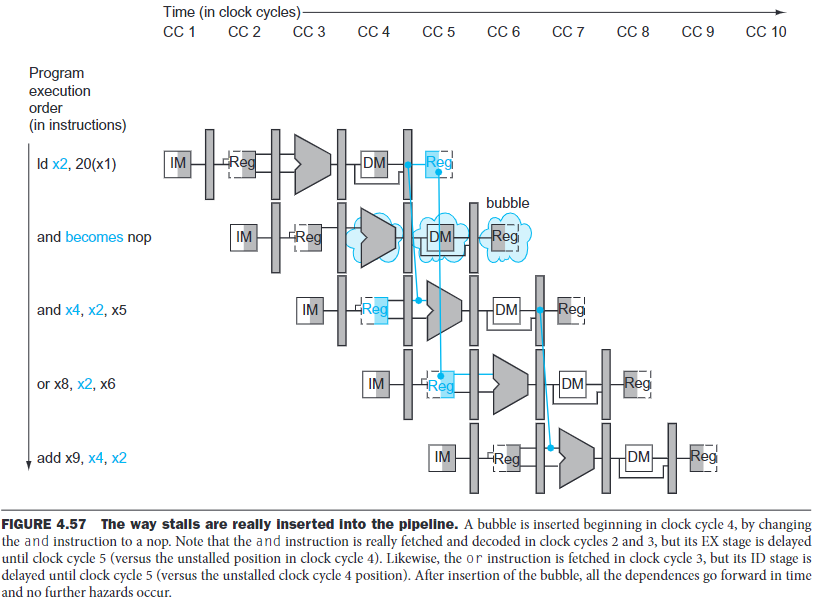 Time (in clock cycles)
CC 1 CC 2 CC 3 CC 4 CC 5 CC 6 CC 7 CC 8 CC 9 CC 10
Program
execution
order
(in instructions)
ld x2, 20(x1)
IM Reg DM Reg
bubble
and becomes nop
IM Reg DM Reg
and x4, x2, x5
IM Reg DM Reg
or x8, x2, x6
IM Reg DM Reg
add x9, x4, x2
IM Reg DM Reg
FIGURE 4.57 The way stalls are really inserted into the pipeline. A bubble is inserted beginning in clock cycle 4, by changing
the and instruction to a nop. Note that the and instruction is really fetched and decoded in clock cycles 2 and 3, but its EX stage is delayed
until clock cycle 5 (versus the unstalled position in clock cycle 4). Likewise, the or instruction is fetched in clock cycle 3, but its ID stage is
delayed until clock cycle 5 (versus the unstalled clock cycle 4 position). After insertion of the bubble, all the dependences go forward in time
and no further hazards occur.